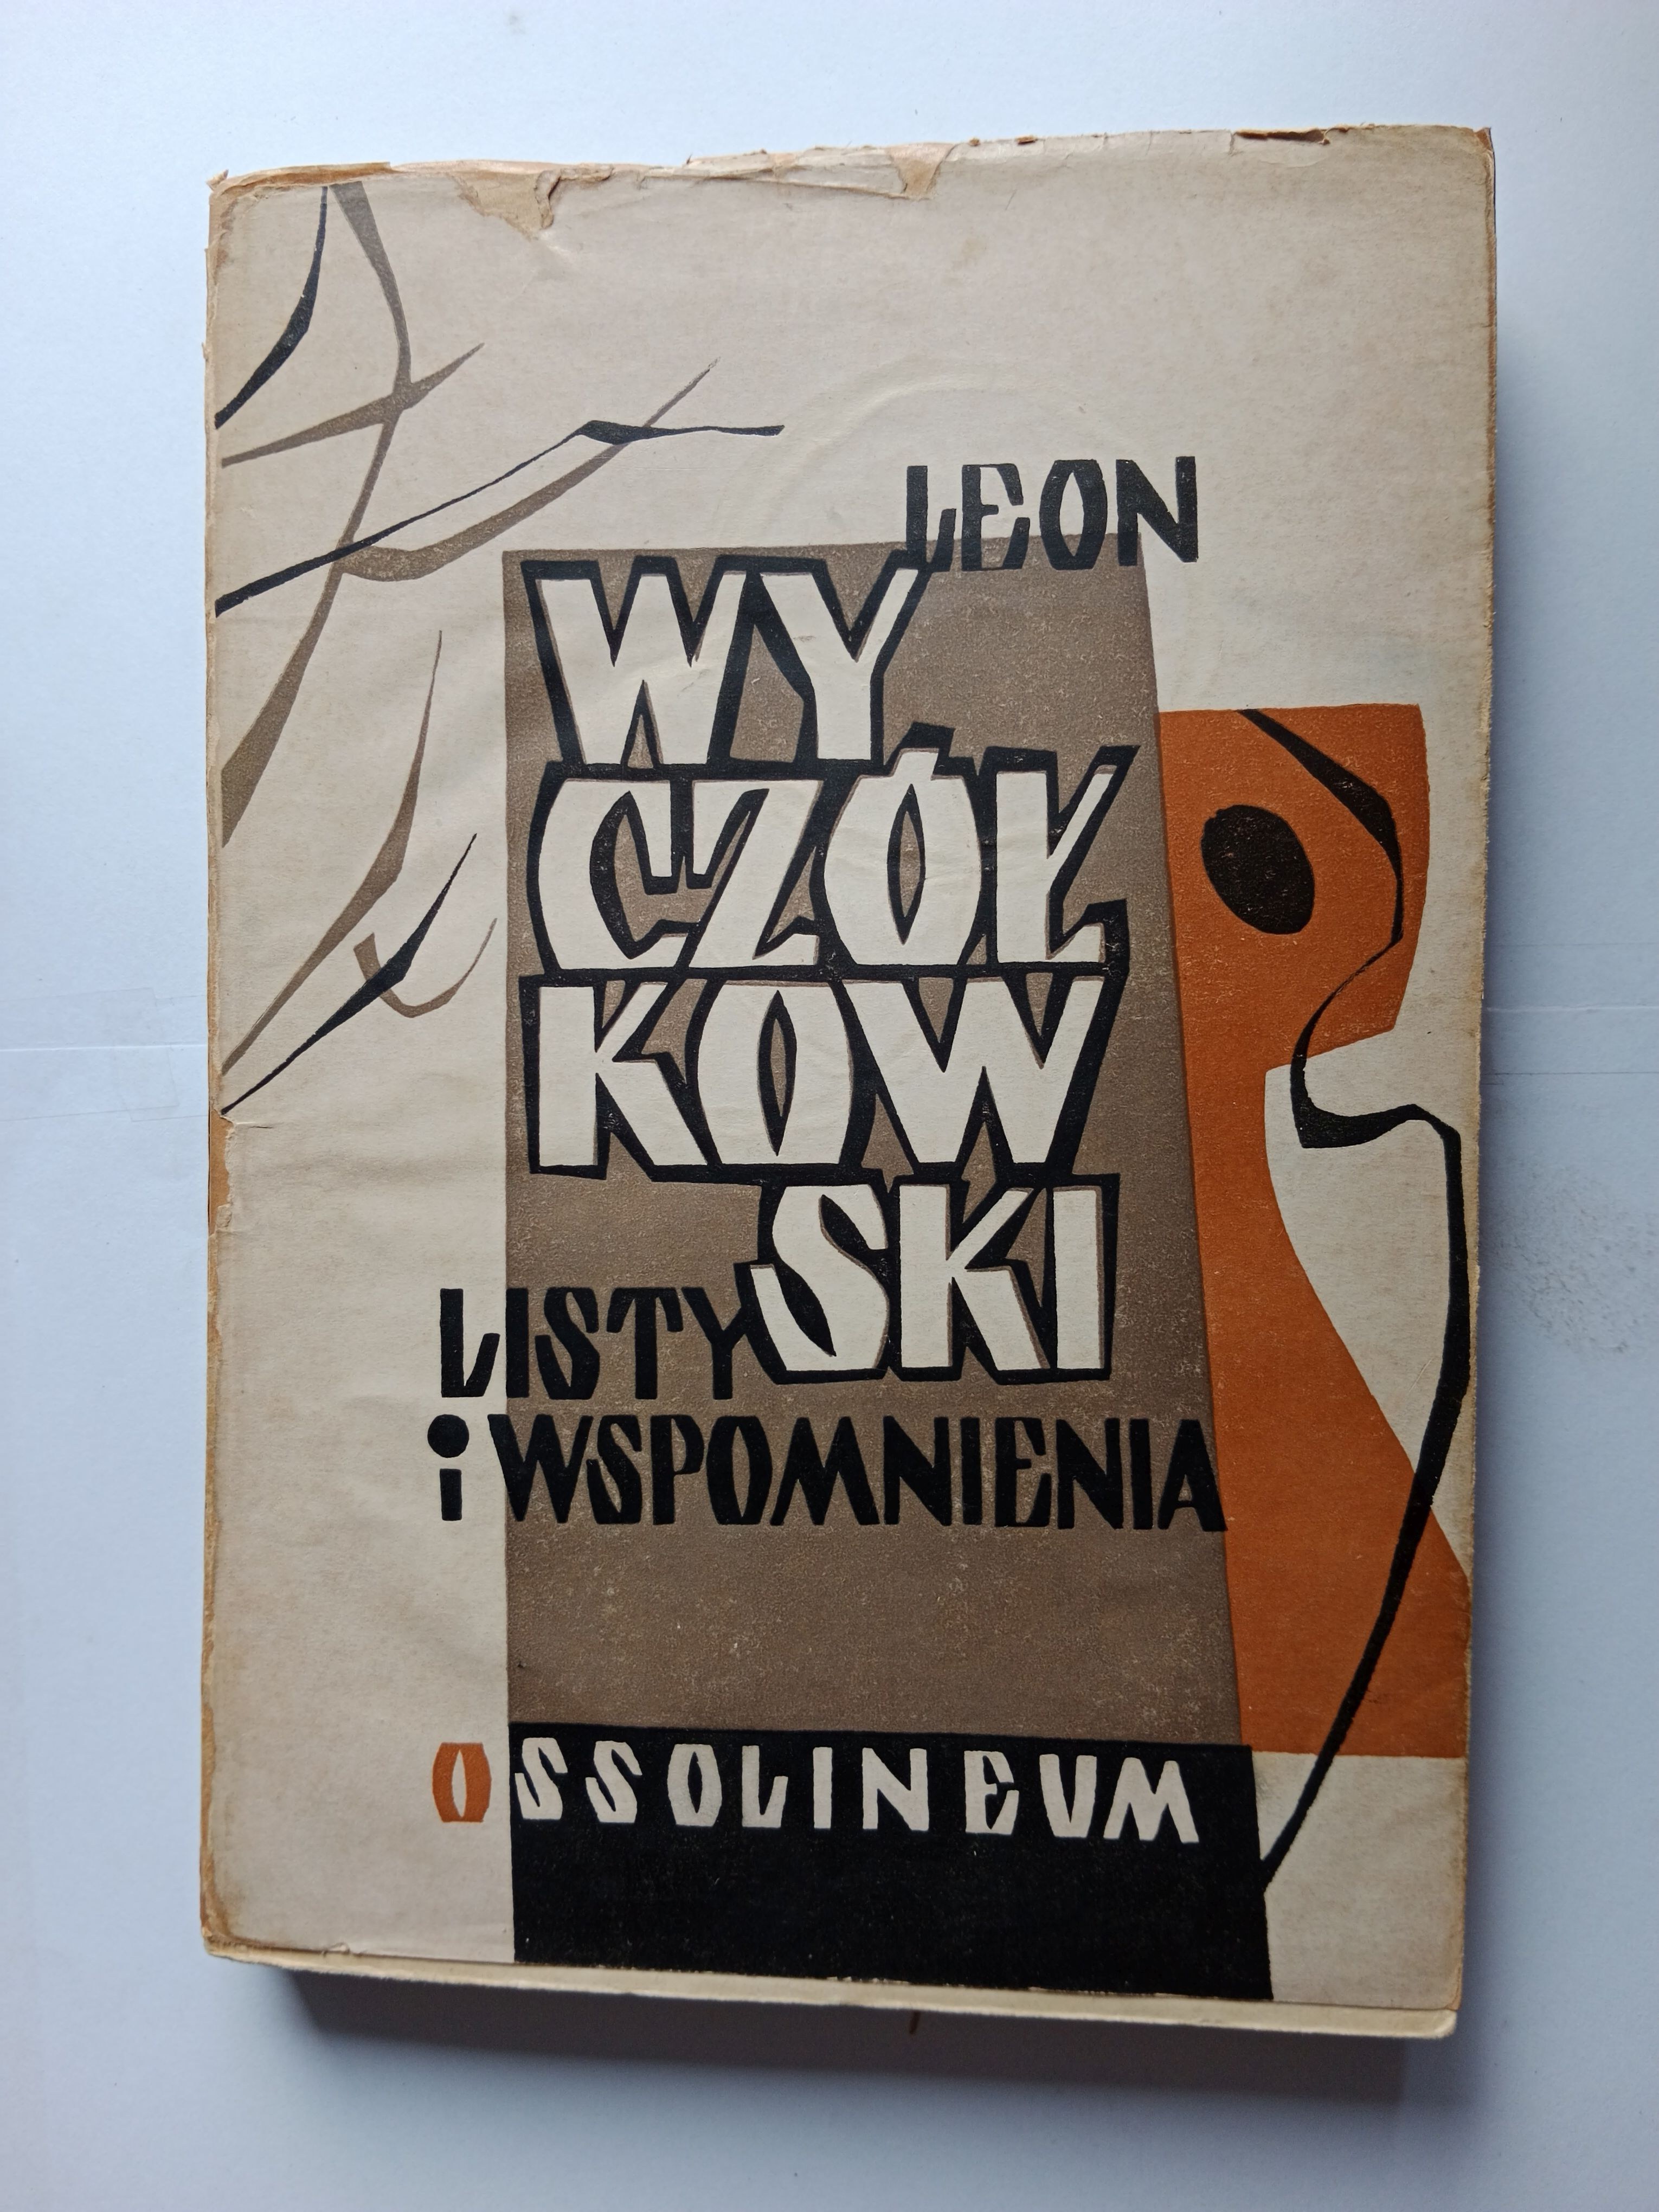 LEON
WY
CZÓŁ
KOW
SKI
LISTY
i WSPOMNIENIA
OSSOLINEUM